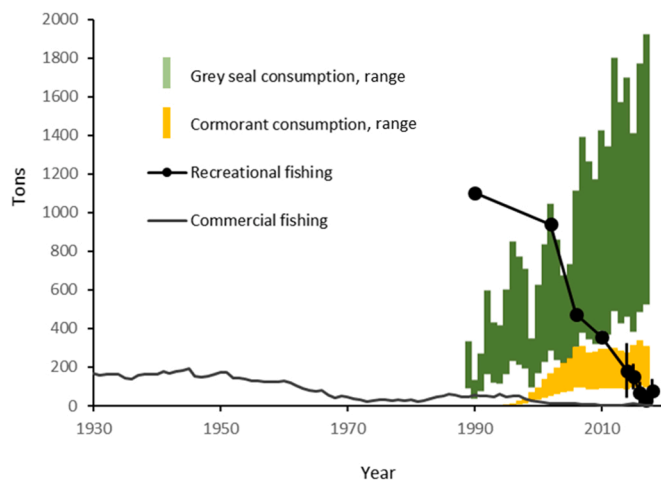 2000
1800
1600
1400
1200
1000
800
600
400
200
0
Tons
Grey seal consumption, range
Cormorant consumption, range
Recreational fishing
Commercial fishing
1930 1950 1970 1990 2010
Year